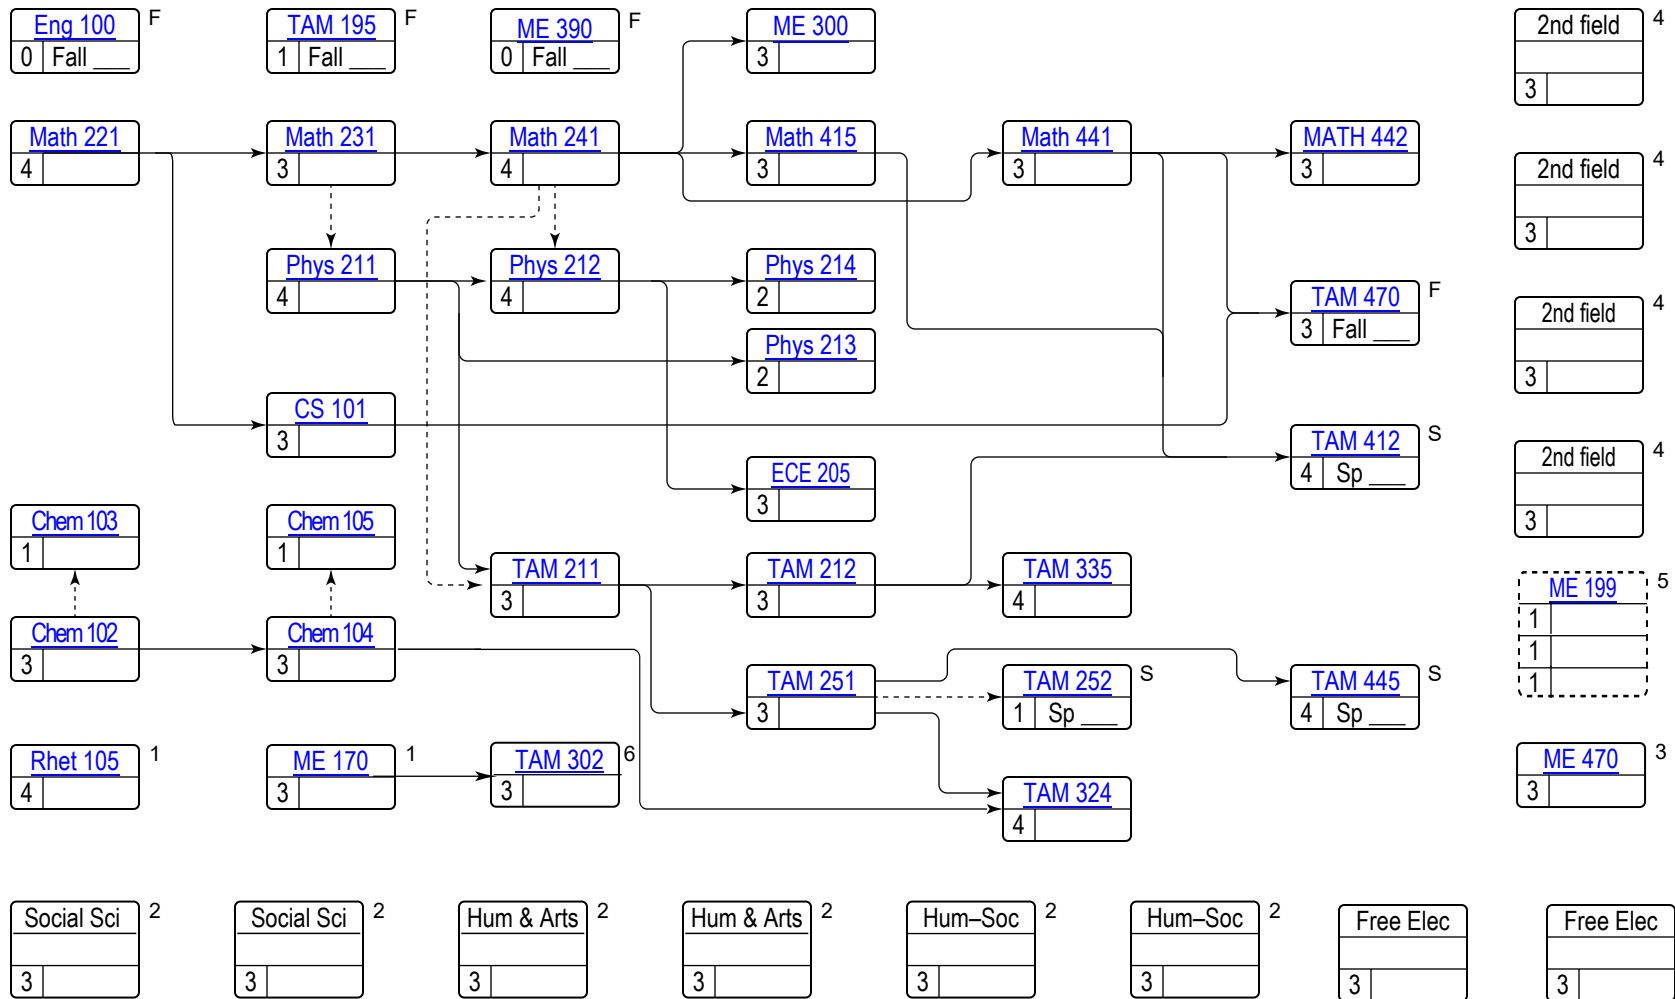 Eng 100 F
0 Fall ___
TAM 195 F
1 Fall ___
ME 390 F
0 Fall ___
ME 300
3
2nd field 4
3
Math 221
4
Math 231
3
Math 241
4
Math 415
3
Math 441
3
MATH 442
3
2nd field 4
3
Phys 211
4
Phys 212
4
Phys 214
2
TAM 470 F
3 Fall ___
2nd field 4
3
Phys 213
2
CS 101
3
TAM 412 S
4 Sp ___
2nd field 4
3
ECE 205
3
Chem 103
1
Chem 105
1
TAM 211
3
TAM 212
3
TAM 335
4
ME 199 5
1
1
1
Chem 102
3
Chem 104
3
TAM 251
3
TAM 252 S
1 Sp ___
TAM 445 S
4 Sp ___
Rhet 105 1
4
ME 170 1
3
TAM 302 6
3
ME 470 3
3
TAM 324
4
Social Sci 2
3
Social Sci 2
3
Hum & Arts 2
3
Hum & Arts 2
3
Hum–Soc 2
3
Hum–Soc 2
3
Free Elec
3
Free Elec
3